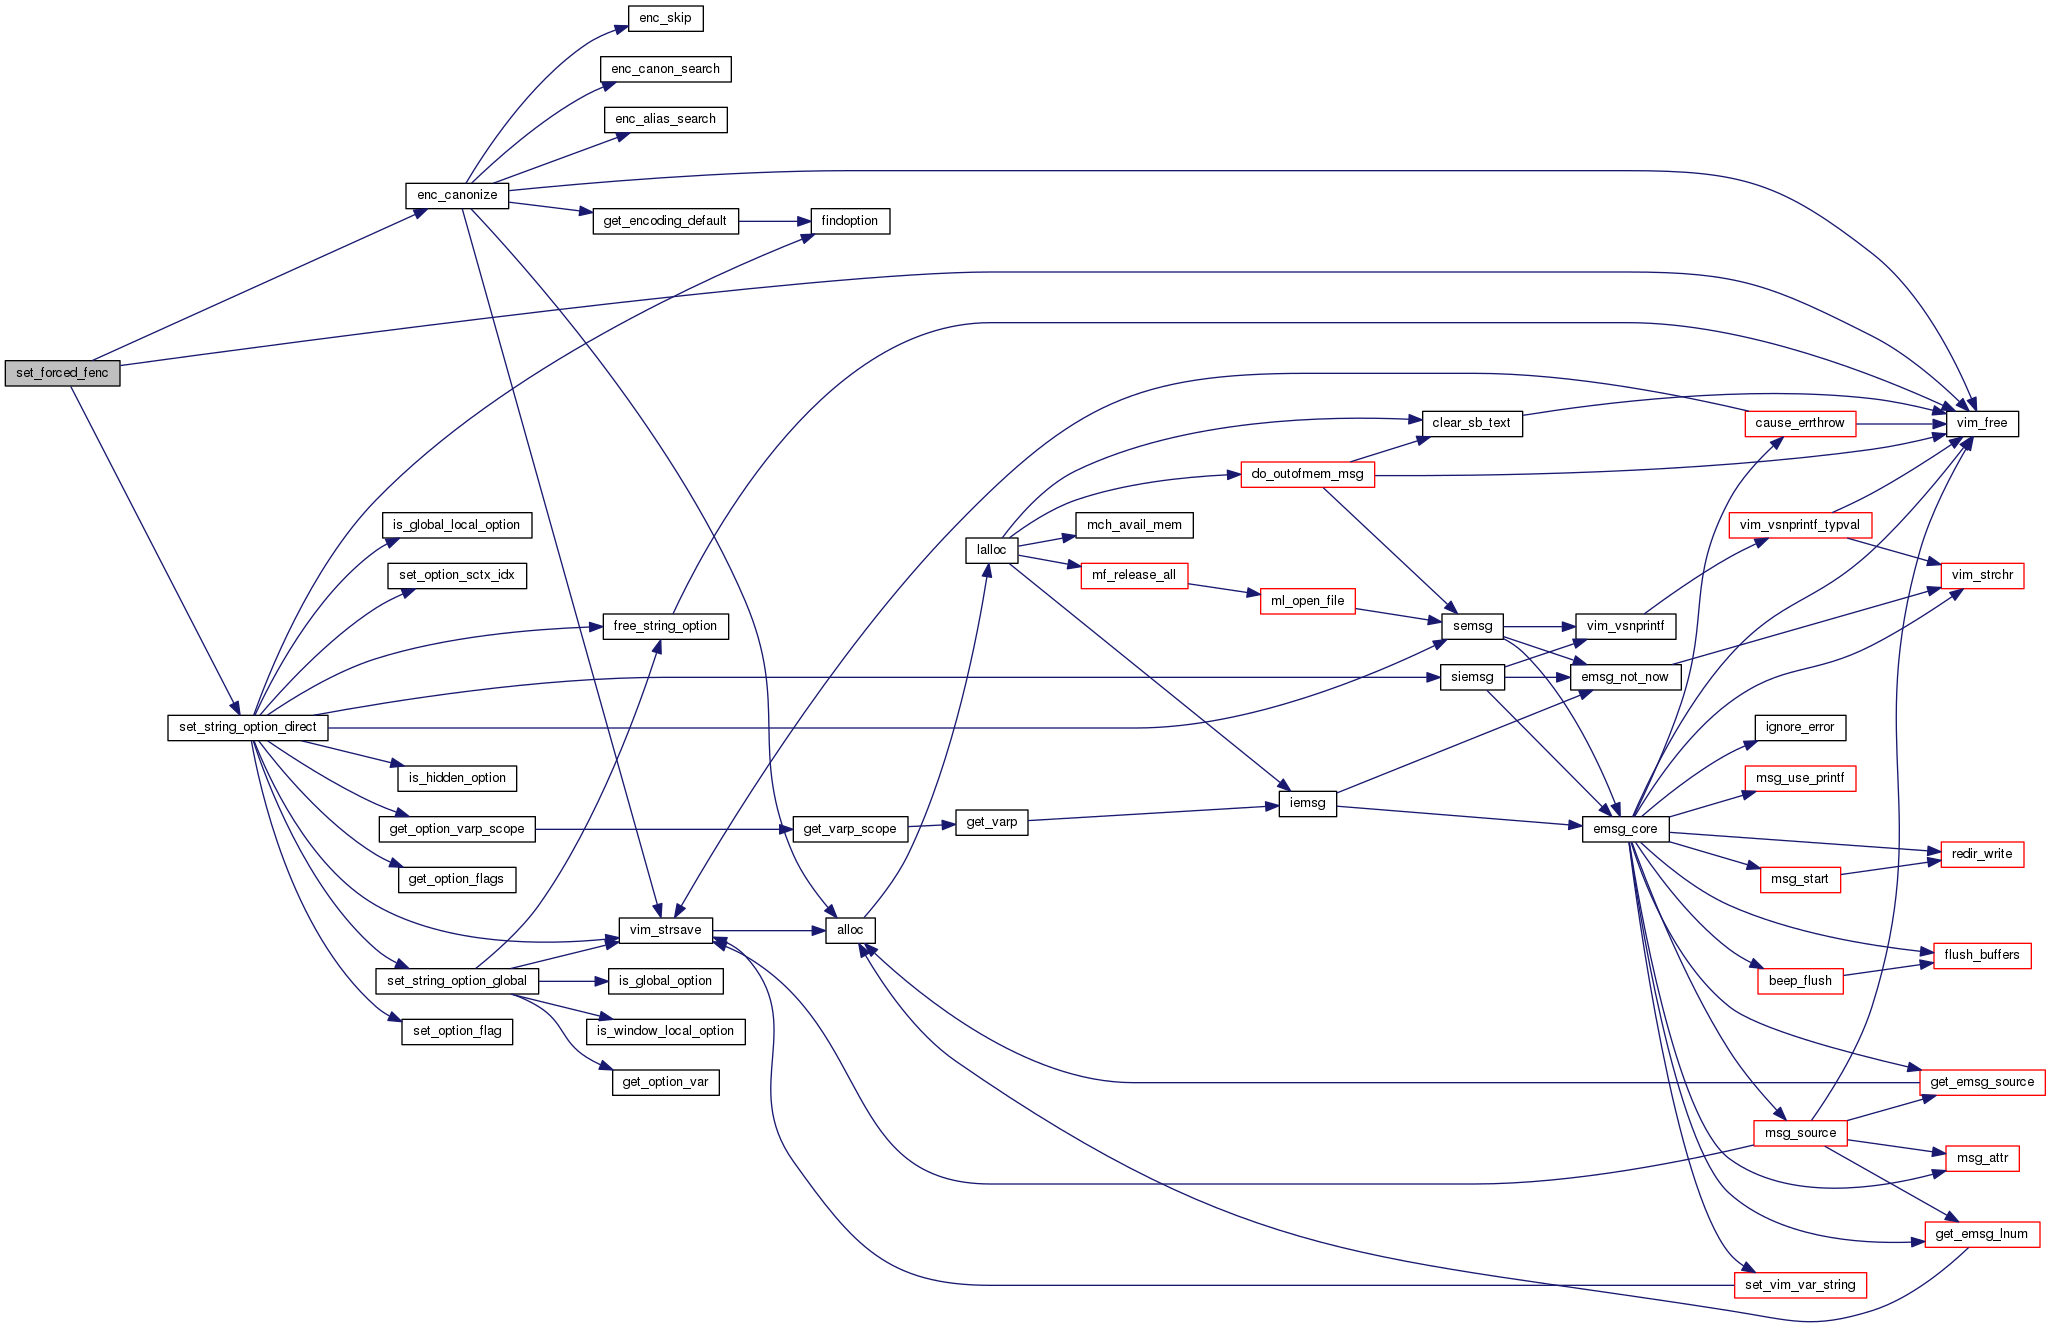 enc_skip
enc_canon_search
enc_alias_search
enc_canonize
get_encoding_default
findoption
set_forced_fenc
clear_sb_text
cause_errthrow
vim_free
do_outofmem_msg
is_global_local_option
mch_avail_mem
vim_vsnprintf_typval
lalloc
set_option_sctx_idx
mf_release_all
vim_strchr
ml_open_file
free_string_option
semsg
vim_vsnprintf
siemsg
emsg_not_now
set_string_option_direct
ignore_error
is_hidden_option
msg_use_printf
iemsg
get_option_varp_scope
get_varp_scope
get_varp
emsg_core
redir_write
get_option_flags
msg_start
vim_strsave
alloc
flush_buffers
set_string_option_global
is_global_option
beep_flush
set_option_flag
is_window_local_option
get_option_var
get_emsg_source
msg_source
msg_attr
get_emsg_lnum
set_vim_var_string